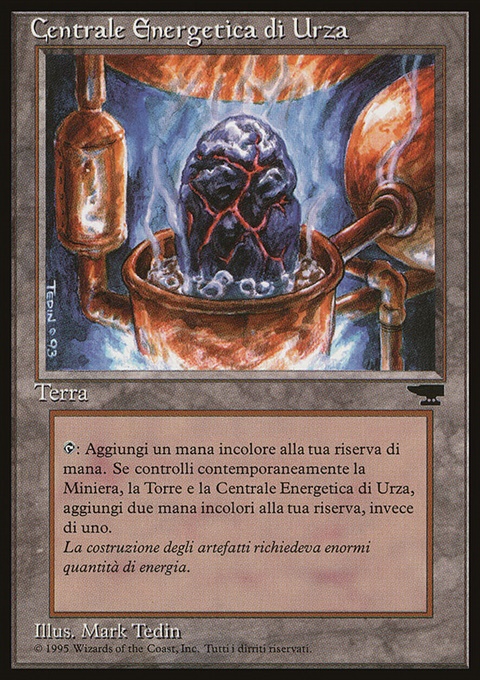 Centrale Energetica di Urza
TEDIN © 93
Terra
: Aggiungi un mana incolore alla tua riserva di
mana. Se controlli contemporaneamente la
Miniera, la Torre e la Centrale Energetica di Urza,
aggiungi due mana incolori alla tua riserva, invece
di uno.
La costruzione degli artefatti richiedeva enormi
quantità di energia.
Illus. Mark Tedin
© 1995 Wizards of the Coast, Inc. Tutti i dirriti riservati.